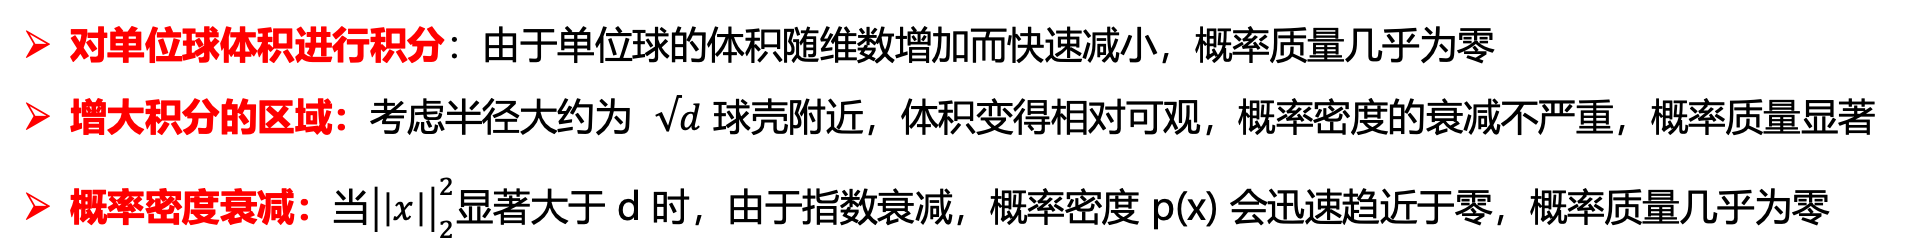 ➢ 对单位球体积进行积分：由于单位球的体积随维数增加而快速减小，概率质量几乎为零
➢ 增大积分的区域：考虑半径大约为 √d 球壳附近，体积变得相对可观，概率密度的衰减不严重，概率质量显著
➢ 概率密度衰减：当||x||₂²显著大于 d 时，由于指数衰减，概率密度 p(x) 会迅速趋近于零，概率质量几乎为零